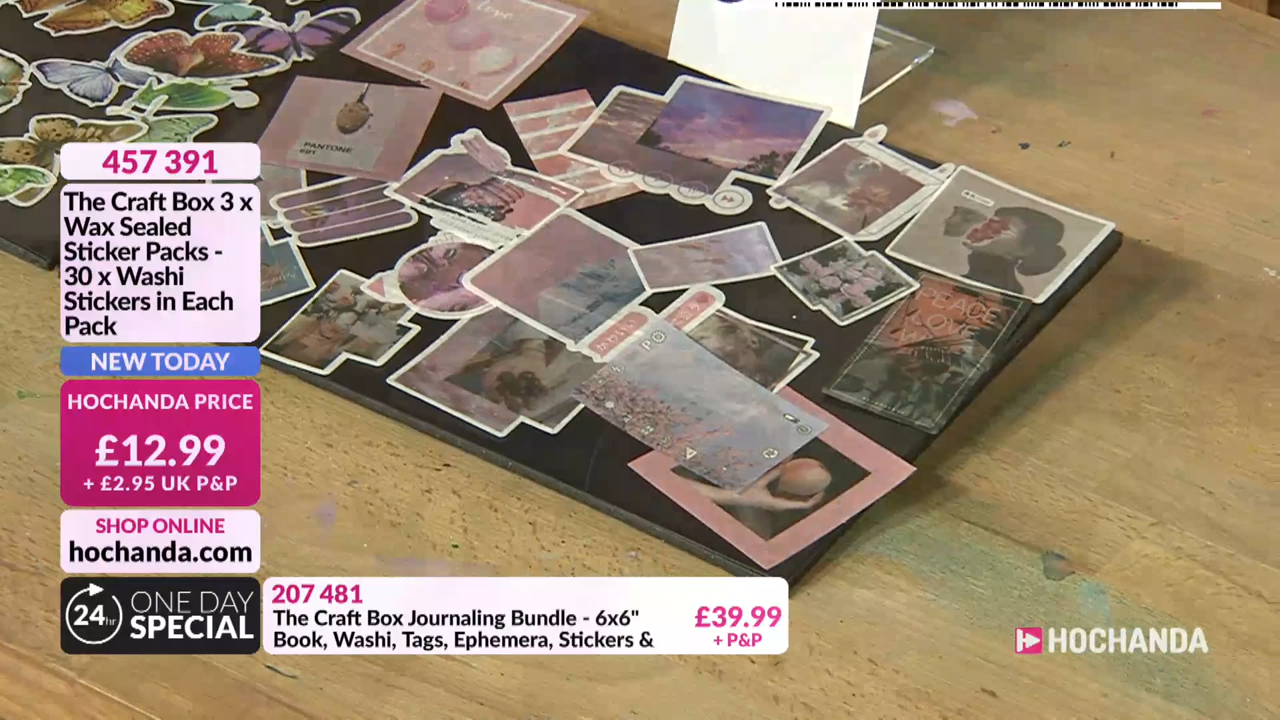 love
PANTONE
PEACE
LOVE
457 391
The Craft Box 3 x
Wax Sealed
Sticker Packs -
30 x Washi
Stickers in Each
Pack
NEW TODAY
HOCHANDA PRICE
£12.99
+ £2.95 UK P&P
SHOP ONLINE
hochanda.com
24hr ONE DAY
SPECIAL
207 481
The Craft Box Journaling Bundle - 6x6"
Book, Washi, Tags, Ephemera, Stickers &
£39.99
+ P&P
HOCHANDA